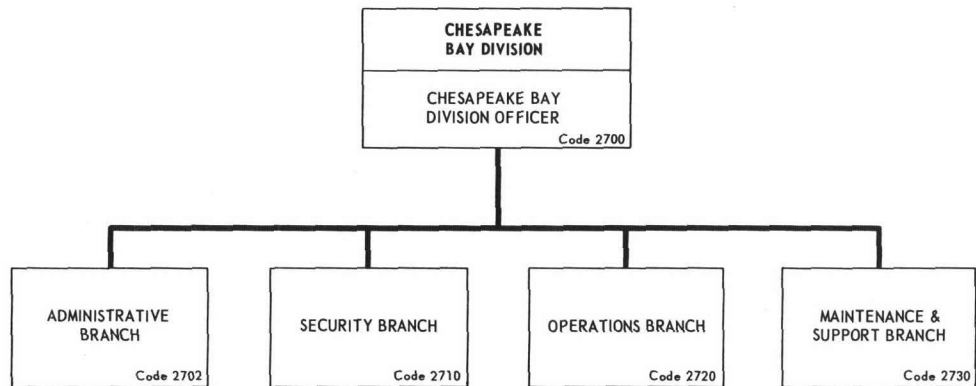 CHESAPEAKE
BAY DIVISION
CHESAPEAKE BAY
DIVISION OFFICER
Code 2700
ADMINISTRATIVE
BRANCH
Code 2702
SECURITY BRANCH
Code 2710
OPERATIONS BRANCH
Code 2720
MAINTENANCE &
SUPPORT BRANCH
Code 2730